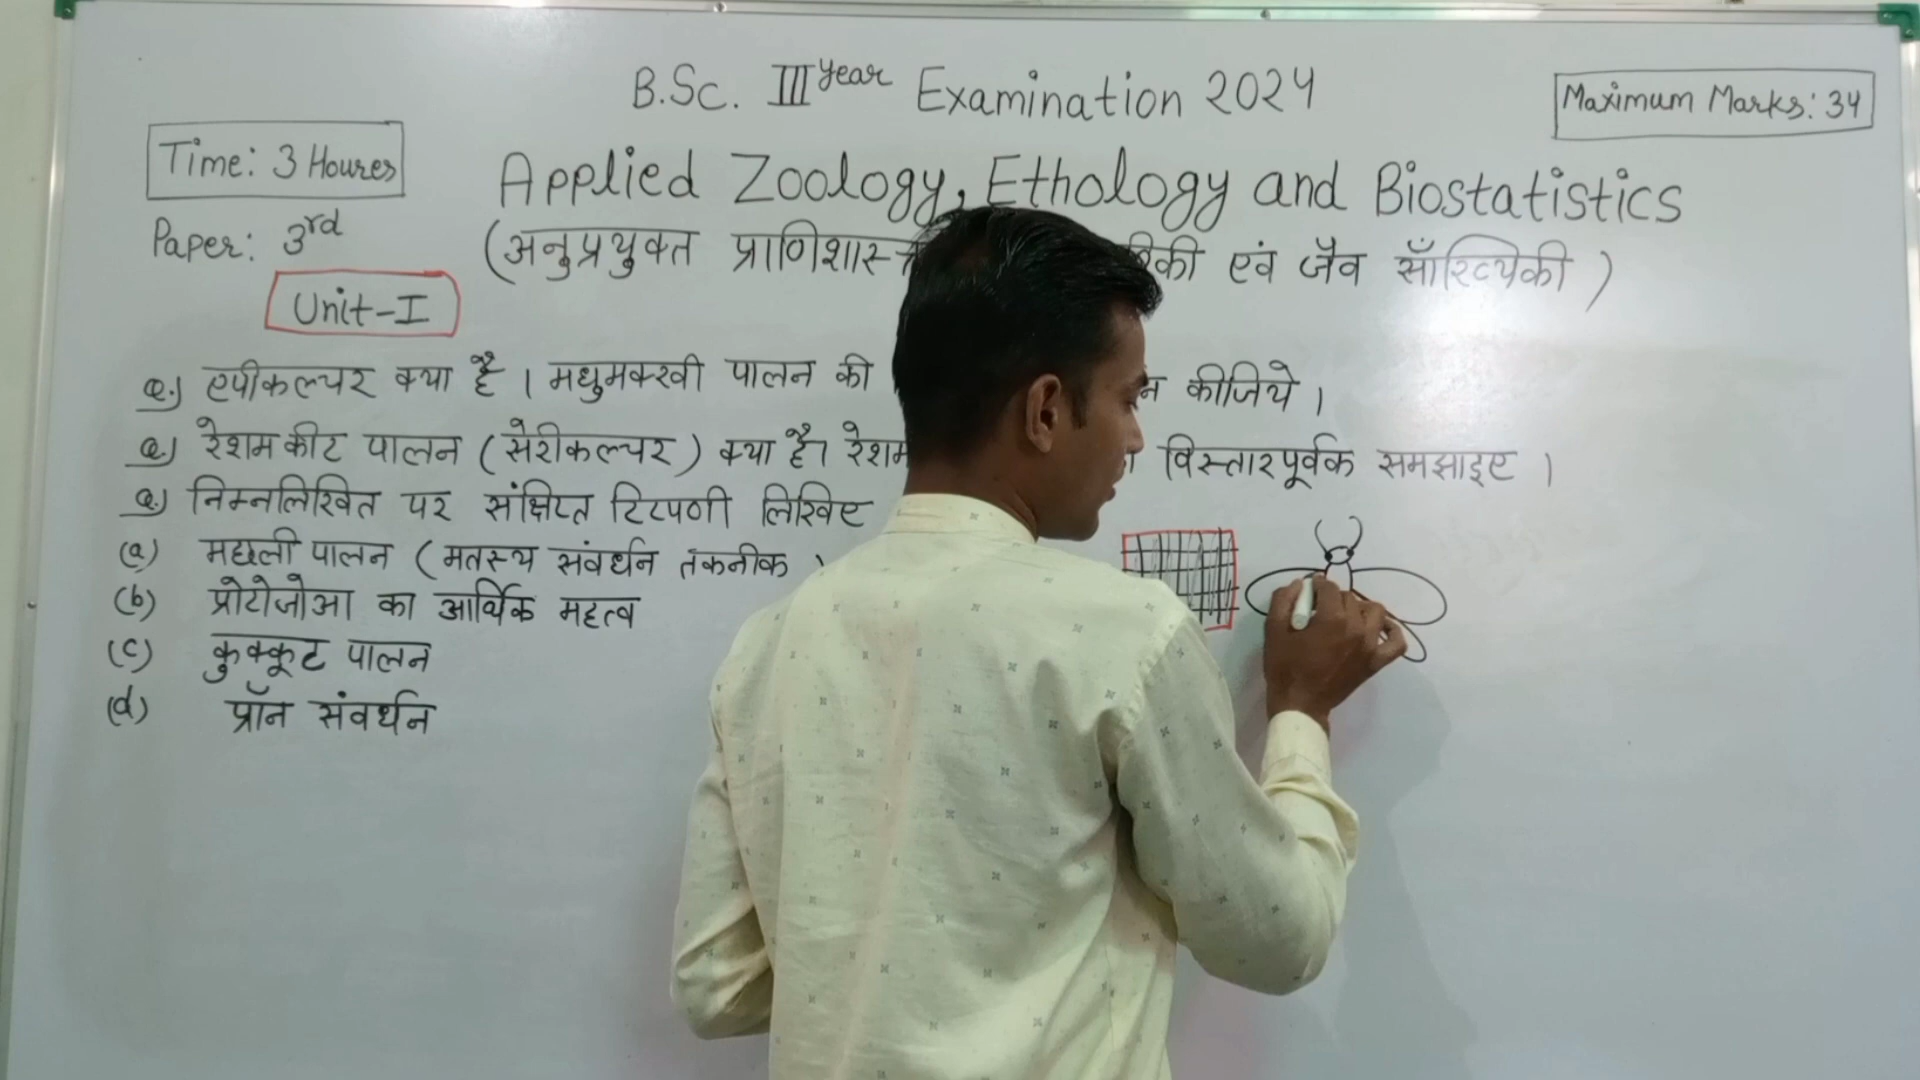 B.Sc. III year Examination 2024
Maximum Marks: 34
Time: 3 Houres
Applied Zoology, Ethology and Biostatistics
Paper: 3rd
(अनुप्रयुक्त एवं जैव साँख्यिकी)
Unit-I
Q.) एपीकल्चर क्या है । मधुमक्खी पालन की कीजिये ।
Q.) रेशम कीट पालन (सेरीकल्चर) क्या है। रेशम विस्तारपूर्वक समझाइए ।
Q.) निम्नलिखित पर संक्षिप्त टिप्पणी लिखिए
(a) मछली पालन (मतस्य संवर्धन तकनीक)
(b) प्रोटोजोआ का आर्थिक महत्व
(c) कुक्कूट पालन
(d) प्रॉन संवर्धन